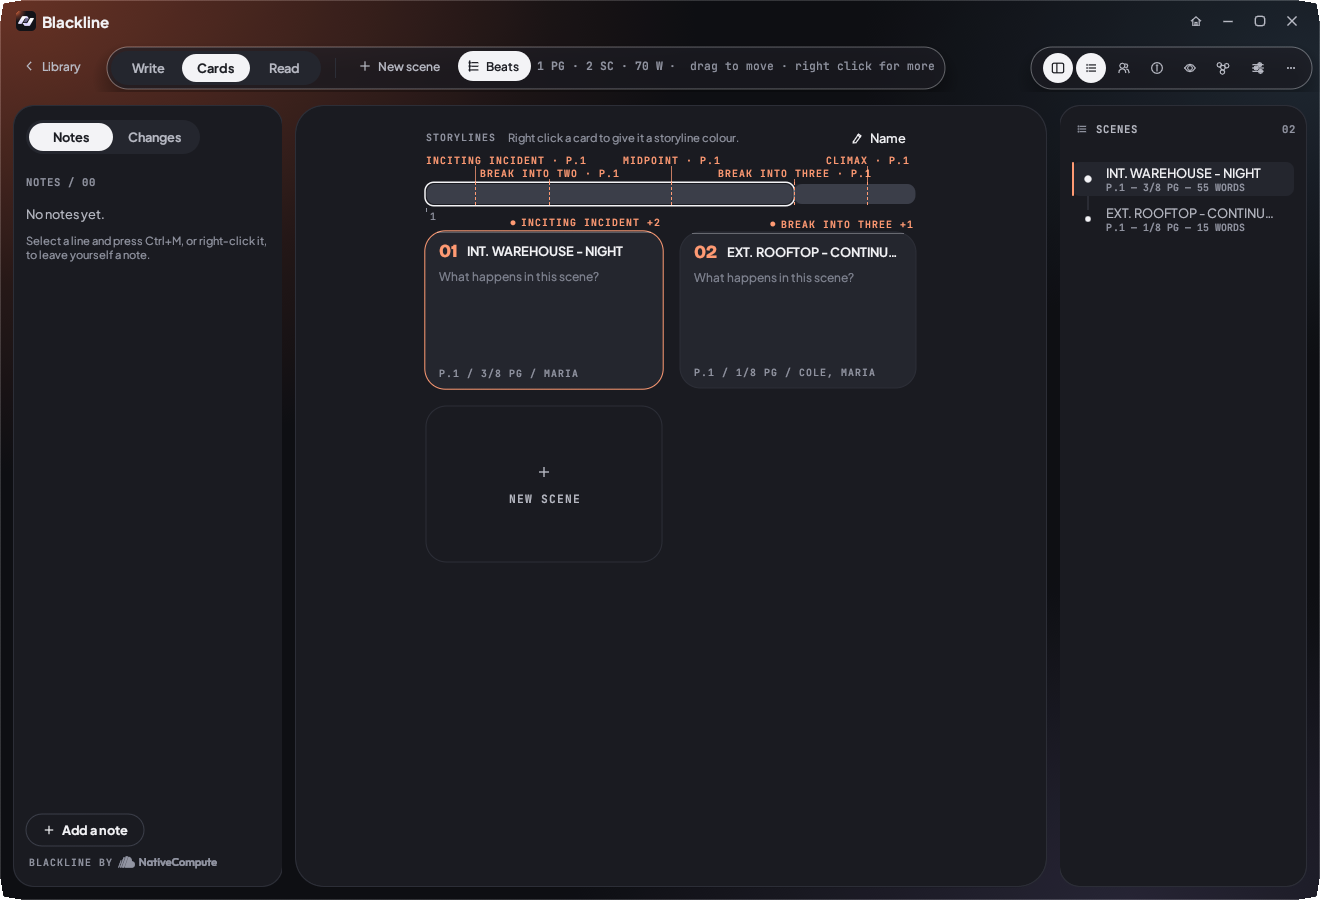 Blackline
Library
Write Cards Read
New scene
Beats
1 PG · 2 SC · 70 W · drag to move · right click for more
Notes Changes
NOTES / 00
No notes yet.
Select a line and press Ctrl+M, or right-click it,
to leave yourself a note.
Add a note
BLACKLINE BY NativeCompute
STORYLINES Right click a card to give it a storyline colour.
Name
INCITING INCIDENT · P.1 MIDPOINT · P.1 CLIMAX · P.1
BREAK INTO TWO · P.1 BREAK INTO THREE · P.1
1
INCITING INCIDENT +2
01 INT. WAREHOUSE - NIGHT
What happens in this scene?
P.1 / 3/8 PG / MARIA
BREAK INTO THREE +1
02 EXT. ROOFTOP - CONTINU...
What happens in this scene?
P.1 / 1/8 PG / COLE, MARIA
NEW SCENE
SCENES 02
INT. WAREHOUSE - NIGHT
P.1 — 3/8 PG — 55 WORDS
EXT. ROOFTOP - CONTINU...
P.1 — 1/8 PG — 15 WORDS